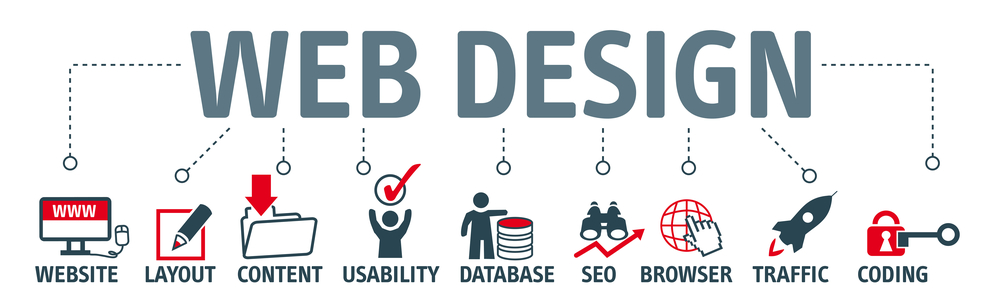 WEB DESIGN
WWW
WEBSITE
LAYOUT
CONTENT
USABILITY
DATABASE
SEO
BROWSER
TRAFFIC
CODING